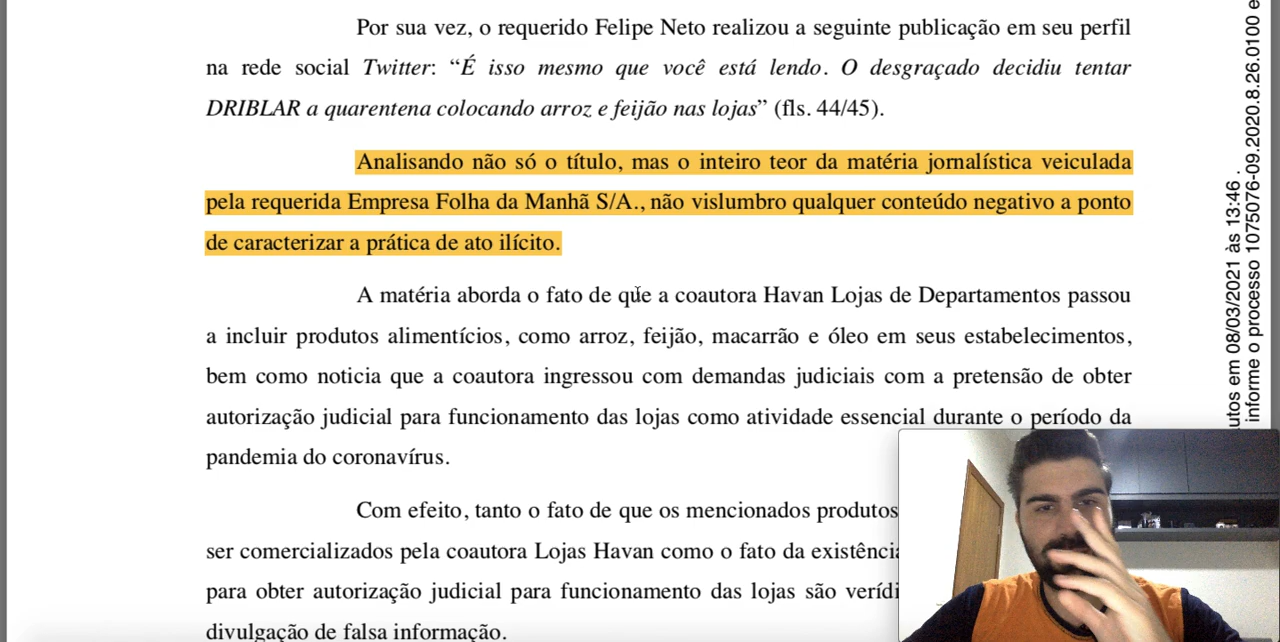 Por sua vez, o requerido Felipe Neto realizou a seguinte publicação em seu perfil
na rede social Twitter: “É isso mesmo que você está lendo. O desgraçado decidiu tentar
DRIBLAR a quarentena colocando arroz e feijão nas lojas” (fls. 44/45).
Analisando não só o título, mas o inteiro teor da matéria jornalística veiculada
pela requerida Empresa Folha da Manhã S/A., não vislumbro qualquer conteúdo negativo a ponto
de caracterizar a prática de ato ilícito.
A matéria aborda o fato de que a coautora Havan Lojas de Departamentos passou
a incluir produtos alimentícios, como arroz, feijão, macarrão e óleo em seus estabelecimentos,
bem como noticia que a coautora ingressou com demandas judiciais com a pretensão de obter
autorização judicial para funcionamento das lojas como atividade essencial durante o período da
pandemia do coronavírus.
Com efeito, tanto o fato de que os mencionados produtos
ser comercializados pela coautora Lojas Havan como o fato da existência
para obter autorização judicial para funcionamento das lojas são
divulgação de falsa informação.
utos em 08/03/2021 às 13:46 .
informe o processo 1075076-09.2020.8.26.0100 e